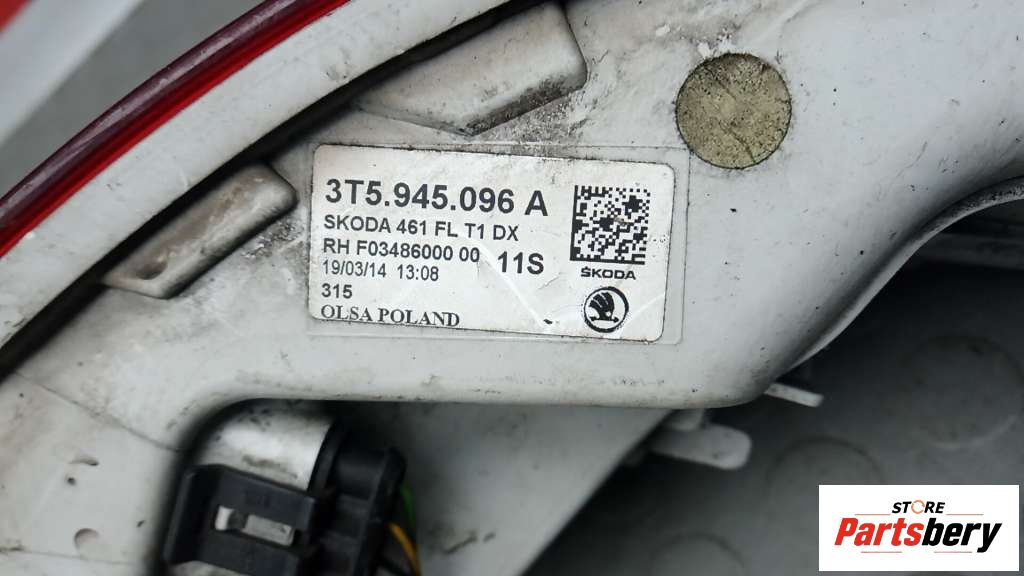 3T5.945.096 A
SKODA 461 FL T1 DX
RH F03486000 00 11S
19/03/14 13:08
315
OLSA POLAND
ŠKODA
STORE
Partsbery